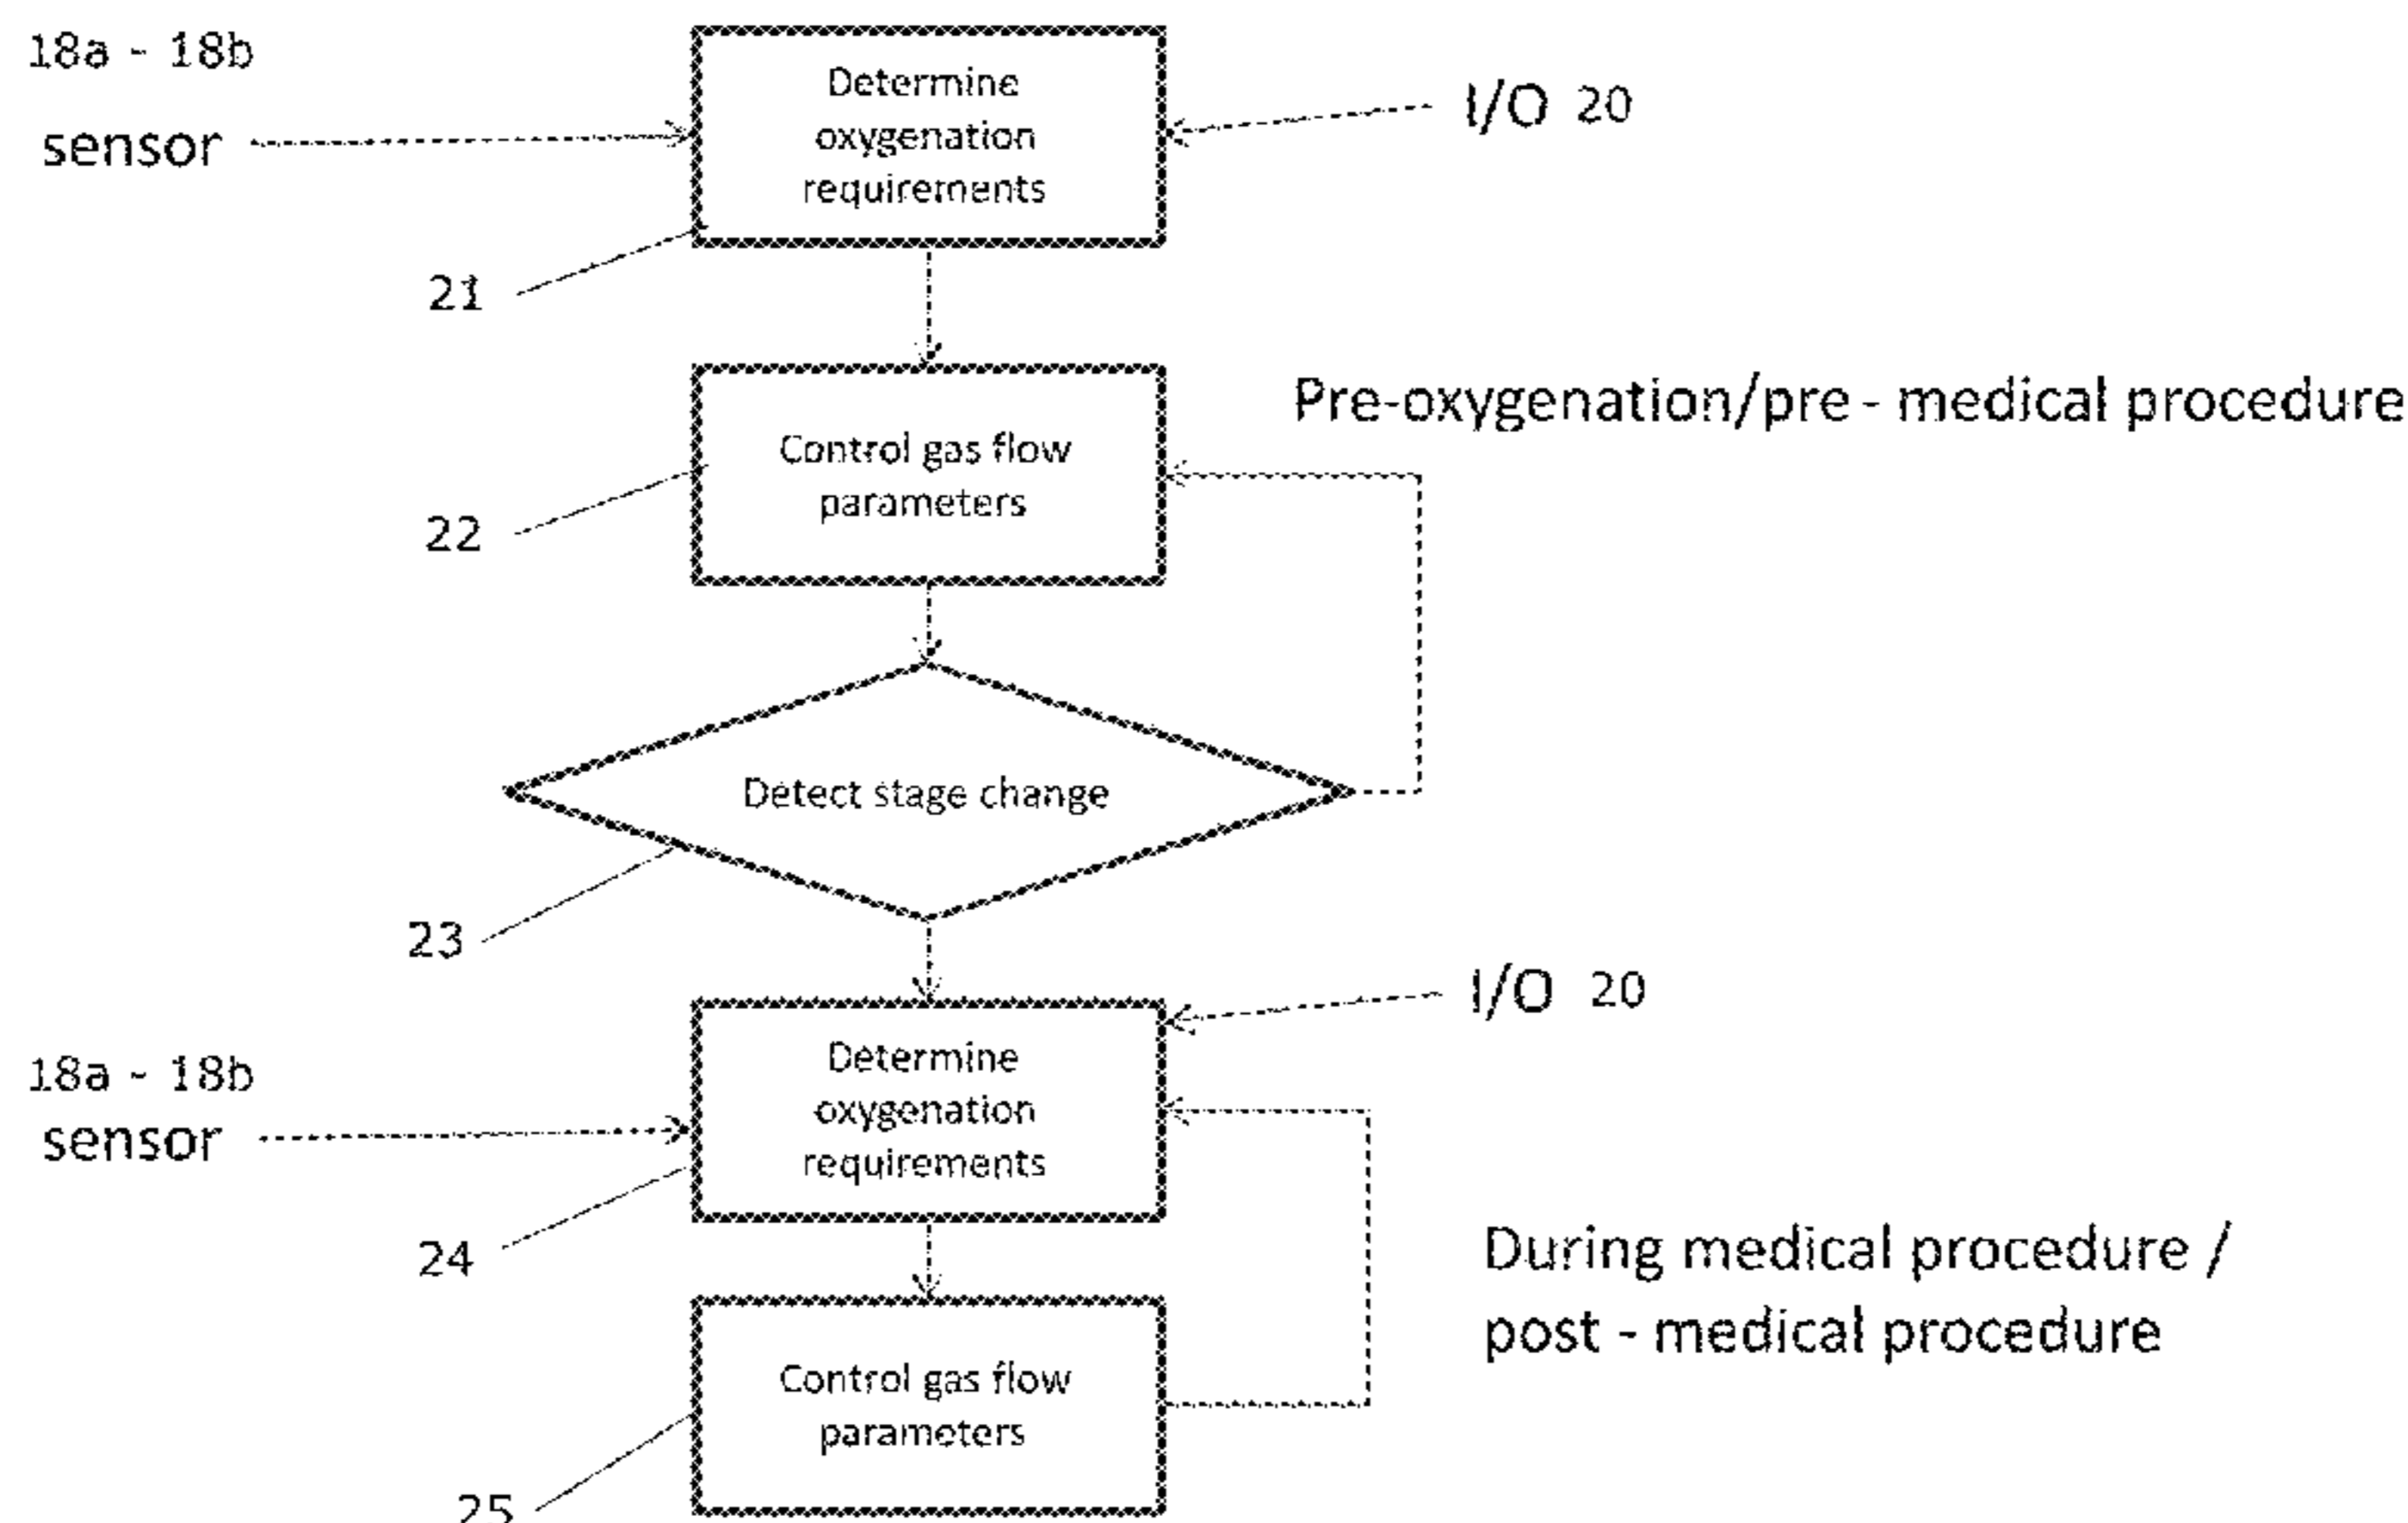 18a - 18b
sensor
Determine
oxygenation
requirements
I/O 20
21
Pre-oxygenation/pre - medical procedure
Control gas flow
parameters
22
Detect stage change
23
I/O 20
18a - 18b
sensor
Determine
oxygenation
requirements
24
During medical procedure /
post - medical procedure
Control gas flow
parameters
25